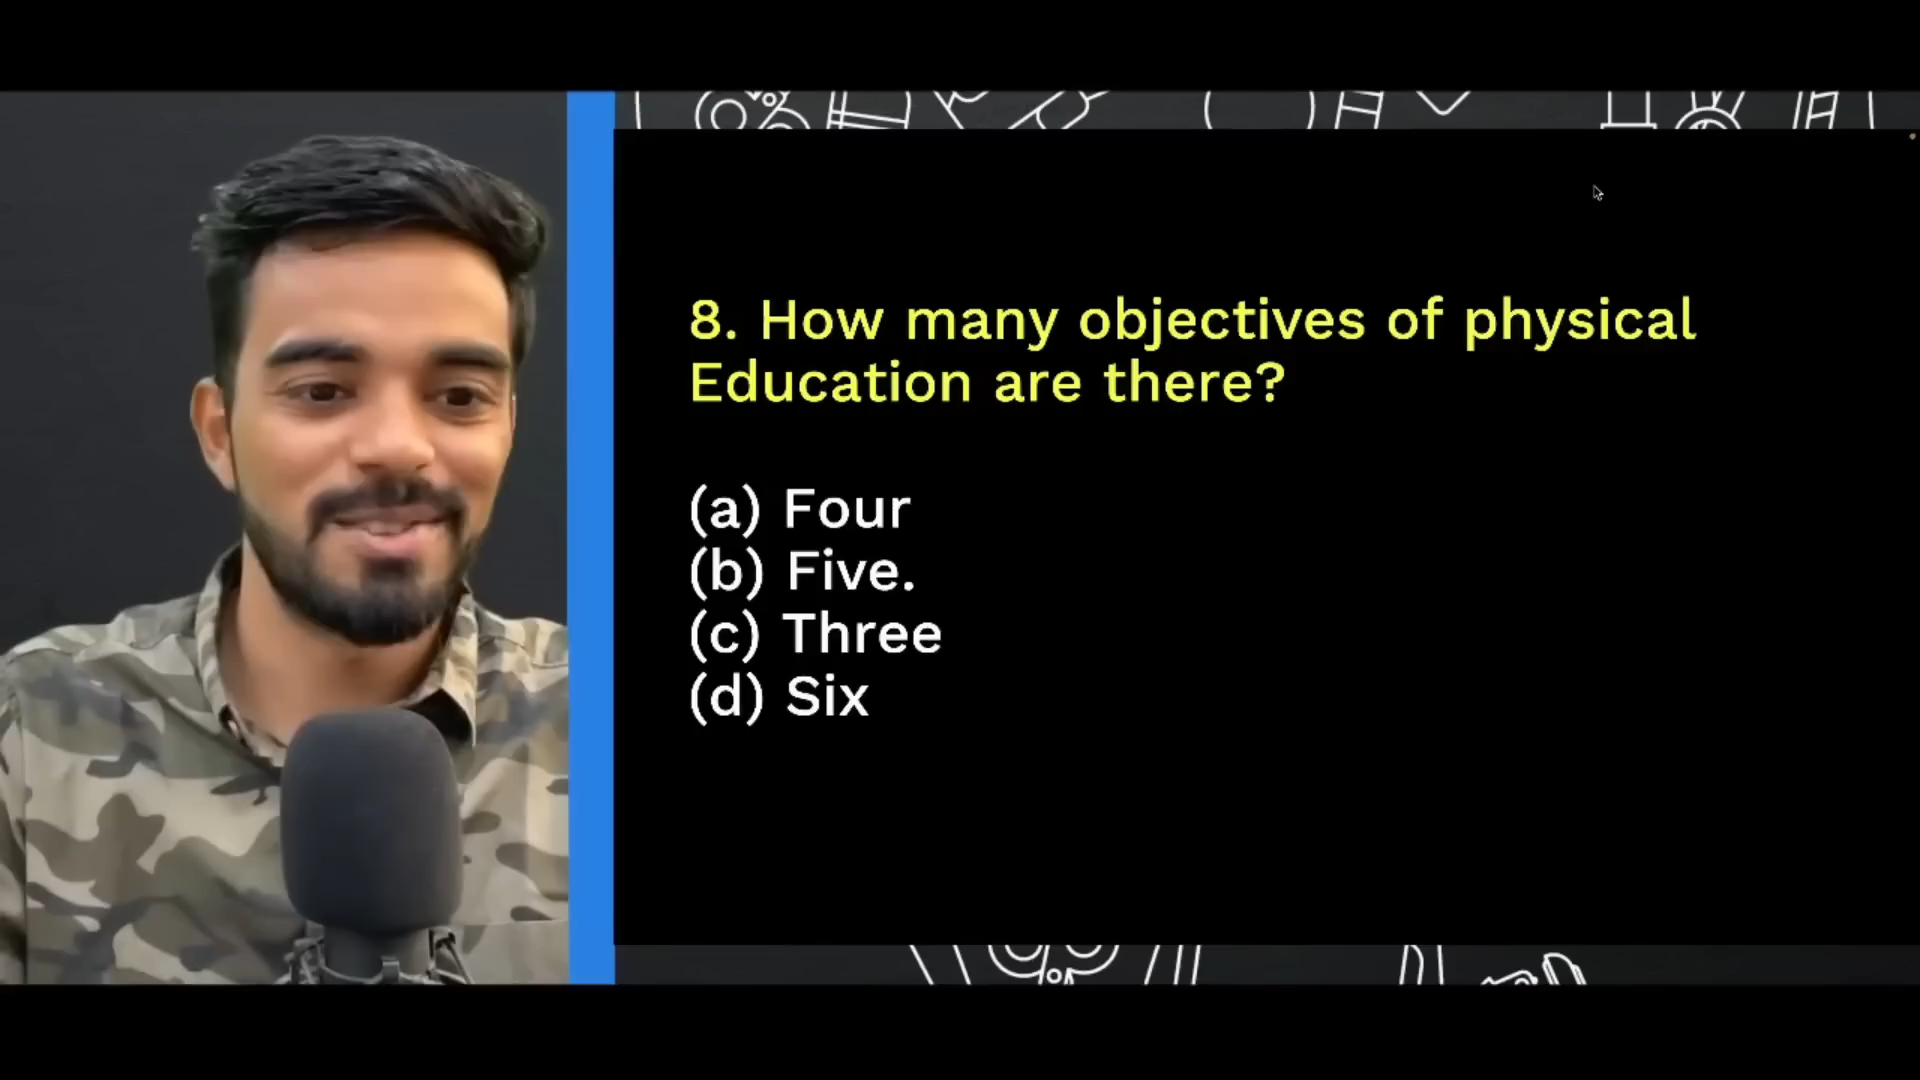 8. How many objectives of physical
Education are there?
(a) Four
(b) Five.
(c) Three
(d) Six